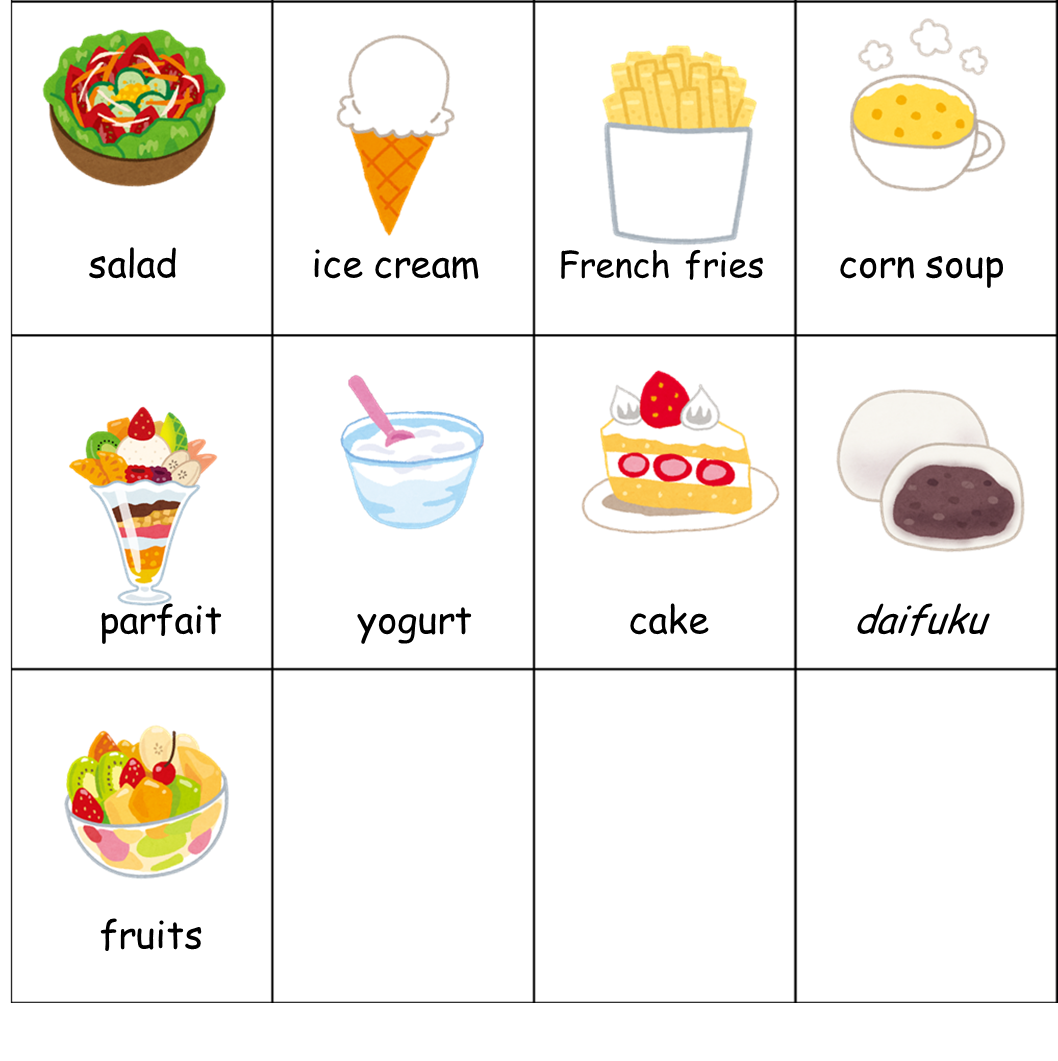 salad
ice cream
French fries
corn soup
parfait
yogurt
cake
daifuku
fruits